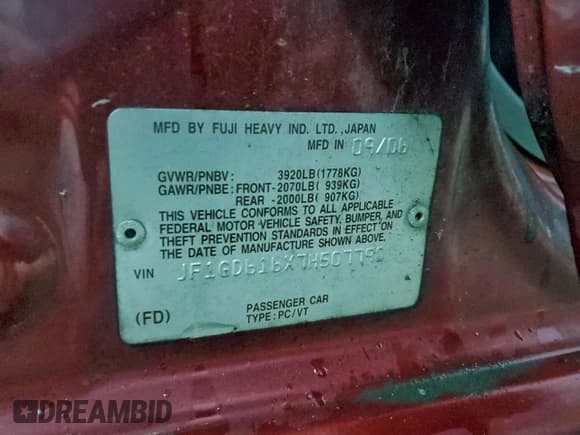 MFD BY FUJI HEAVY IND. LTD.,JAPAN
MFD IN 09/06
GVWR/PNBV: 3920LB(1778KG)
GAWR/PNBE:FRONT-2070LB( 939KG)
REAR -2000LB( 907KG)
THIS VEHICLE CONFORMS TO ALL APPLICABLE
FEDERAL MOTOR VEHICLE SAFETY, BUMPER, AND
THEFT PREVENTION STANDARDS IN EFFECT ON
THE DATE OF MANUFACTURE SHOWN ABOVE.
VIN
(FD) PASSENGER CAR
TYPE:PC/VT
DREAMBID